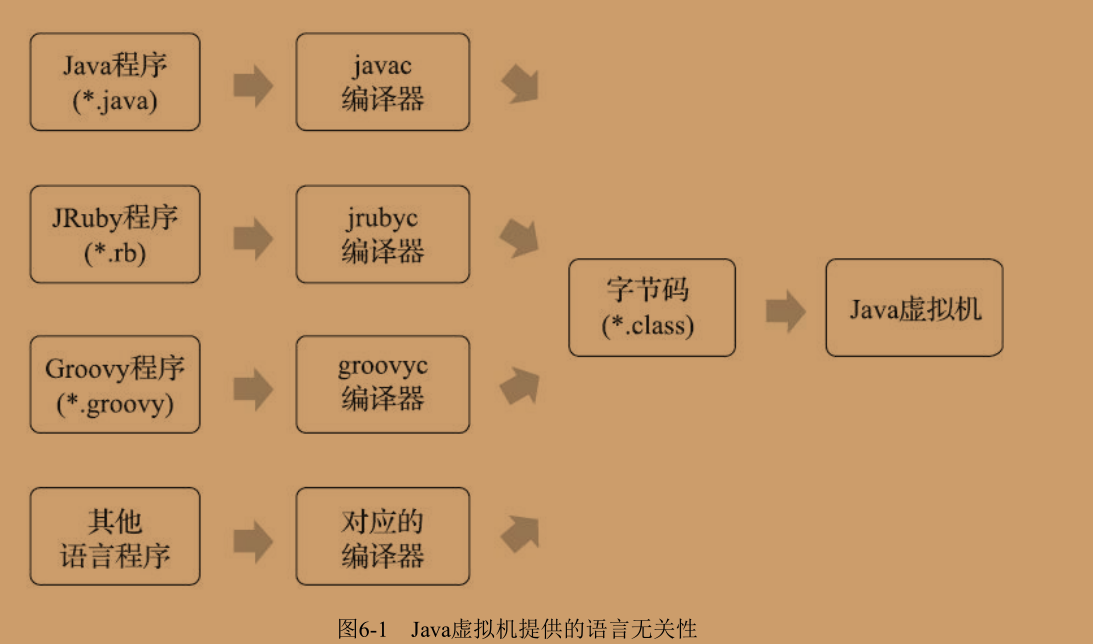 Java程序
(*.java)
javac
编译器
JRuby程序
(*.rb)
jrubyc
编译器
Groovy程序
(*.groovy)
groovyc
编译器
其他
语言程序
对应的
编译器
字节码
(*.class)
Java虚拟机
图6-1 Java虚拟机提供的语言无关性